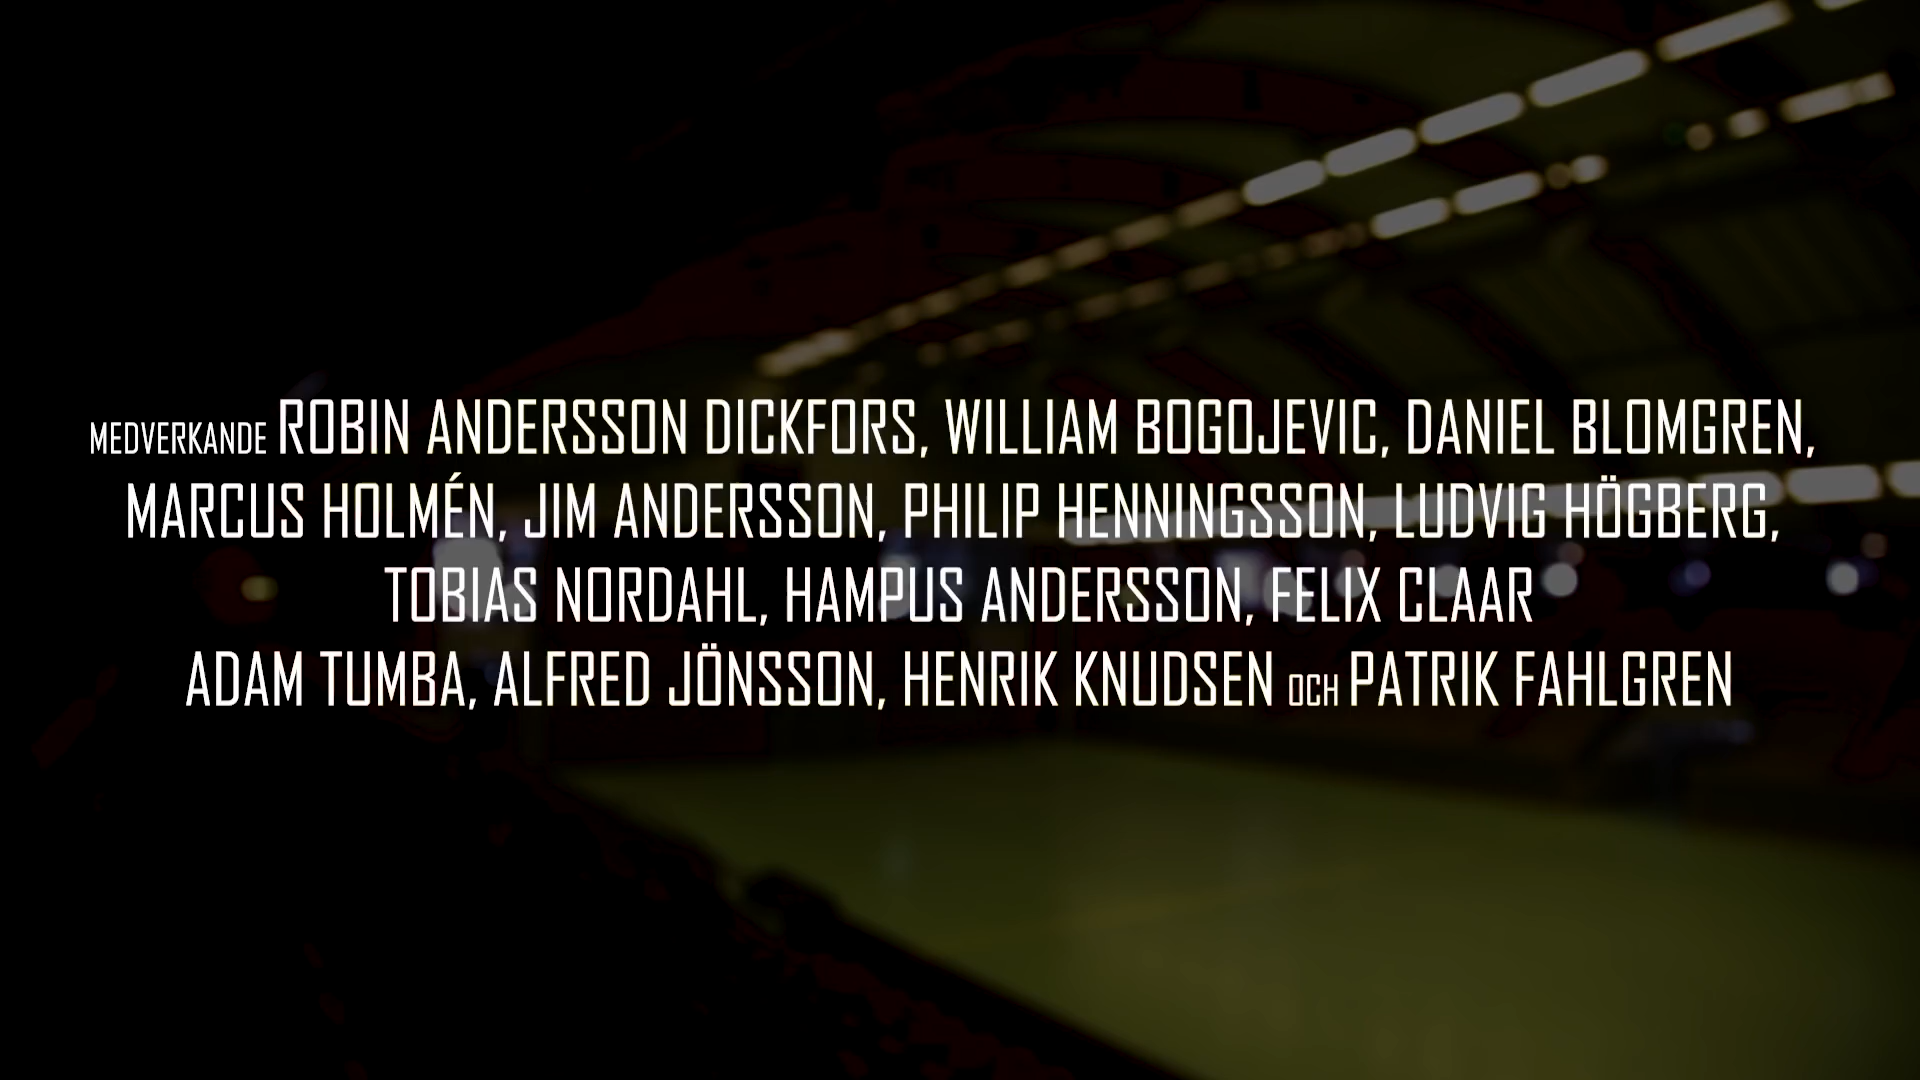 MEDVERKANDE ROBIN ANDERSSON DICKFORS, WILLIAM BOGOJEVIC, DANIEL BLOMGREN,
MARCUS HOLMÉN, JIM ANDERSSON, PHILIP HENNINGSSON, LUDVIG HÖGBERG,
TOBIAS NORDAHL, HAMPUS ANDERSSON, FELIX CLAAR
ADAM TUMBA, ALFRED JÖNSSON, HENRIK KNUDSEN OCH PATRIK FAHLGREN